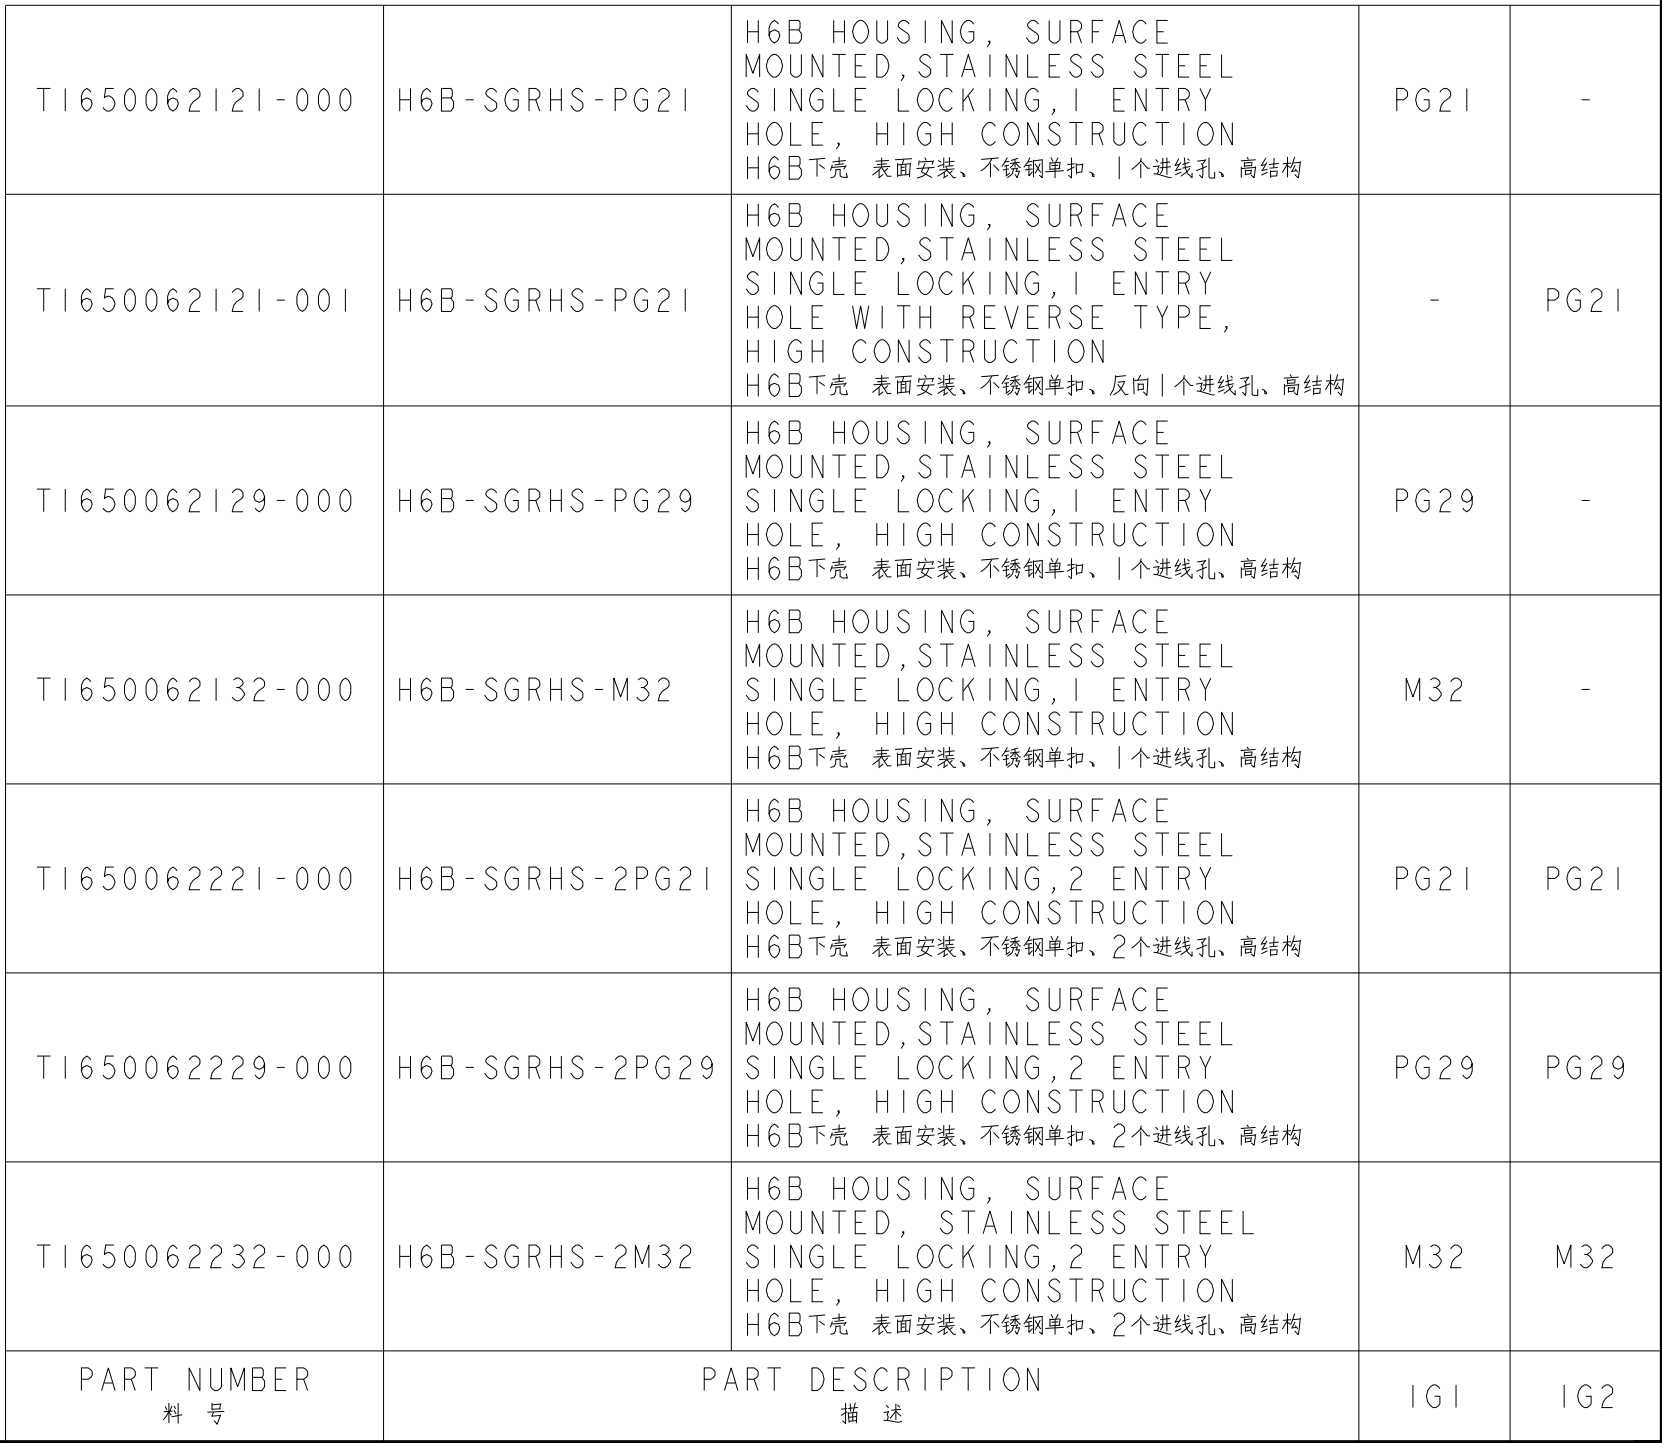 T1650062121-000
H6B-SGRHS-PG21
H6B HOUSING, SURFACE
MOUNTED,STAINLESS STEEL
SINGLE LOCKING,1 ENTRY
HOLE, HIGH CONSTRUCTION
H6B下壳 表面安装、不锈钢单扣、1个进线孔、高结构
PG21
-
T1650062121-001
H6B-SGRHS-PG21
H6B HOUSING, SURFACE
MOUNTED,STAINLESS STEEL
SINGLE LOCKING,1 ENTRY
HOLE WITH REVERSE TYPE,
HIGH CONSTRUCTION
H6B下壳 表面安装、不锈钢单扣、反向1个进线孔、高结构
-
PG21
T1650062129-000
H6B-SGRHS-PG29
H6B HOUSING, SURFACE
MOUNTED,STAINLESS STEEL
SINGLE LOCKING,1 ENTRY
HOLE, HIGH CONSTRUCTION
H6B下壳 表面安装、不锈钢单扣、1个进线孔、高结构
PG29
-
T1650062132-000
H6B-SGRHS-M32
H6B HOUSING, SURFACE
MOUNTED,STAINLESS STEEL
SINGLE LOCKING,1 ENTRY
HOLE, HIGH CONSTRUCTION
H6B下壳 表面安装、不锈钢单扣、1个进线孔、高结构
M32
-
T1650062221-000
H6B-SGRHS-2PG21
H6B HOUSING, SURFACE
MOUNTED,STAINLESS STEEL
SINGLE LOCKING,2 ENTRY
HOLE, HIGH CONSTRUCTION
H6B下壳 表面安装、不锈钢单扣、2个进线孔、高结构
PG21
PG21
T1650062229-000
H6B-SGRHS-2PG29
H6B HOUSING, SURFACE
MOUNTED,STAINLESS STEEL
SINGLE LOCKING,2 ENTRY
HOLE, HIGH CONSTRUCTION
H6B下壳 表面安装、不锈钢单扣、2个进线孔、高结构
PG29
PG29
T1650062232-000
H6B-SGRHS-2M32
H6B HOUSING, SURFACE
MOUNTED, STAINLESS STEEL
SINGLE LOCKING,2 ENTRY
HOLE, HIGH CONSTRUCTION
H6B下壳 表面安装、不锈钢单扣、2个进线孔、高结构
M32
M32
PART NUMBER
料 号
PART DESCRIPTION
描 述
IG1
IG2